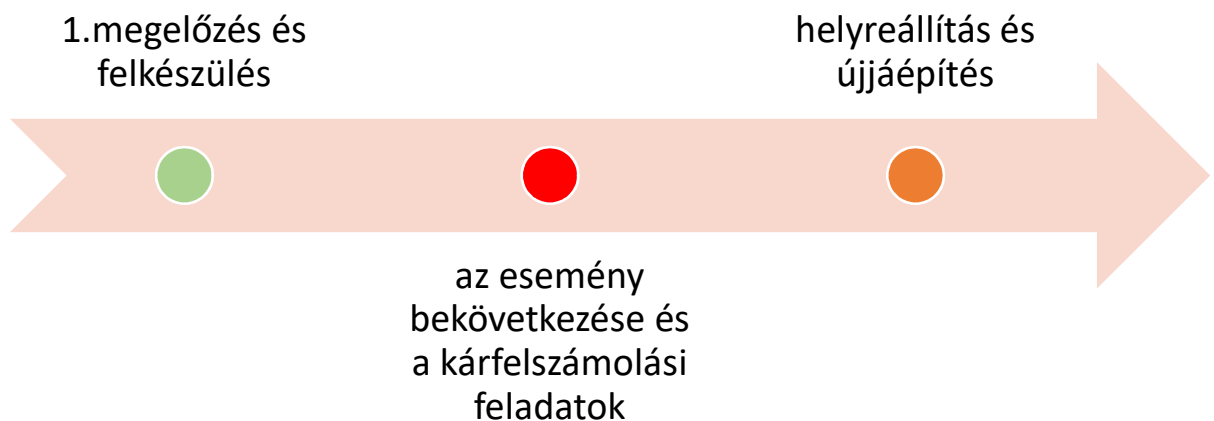 1.megelőzés és
felkészülés
helyreállítás és
újjáépítés
az esemény
bekövetkezése és
a kárfelszámolási
feladatok